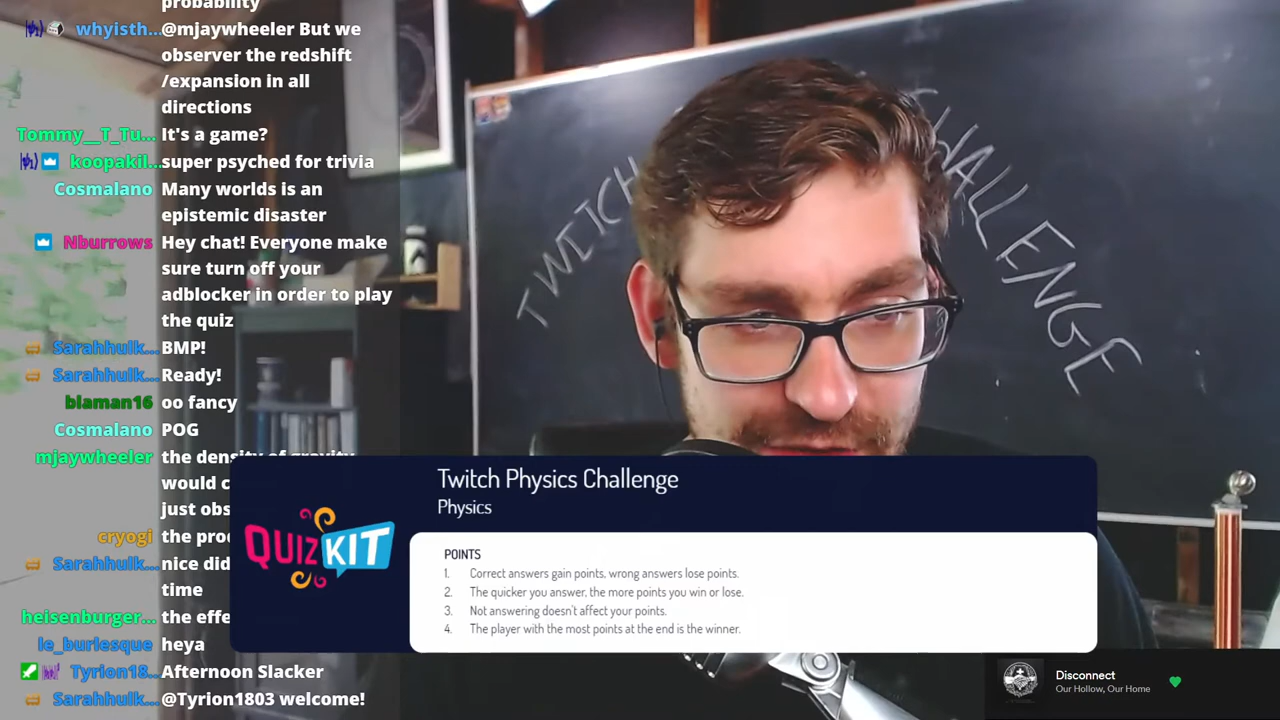 probability
whyisth... @mjaywheeler But we
observer the redshift
/expansion in all
directions
Tommy__T_Tu... It's a game?
koopakil... super psyched for trivia
Cosmalano Many worlds is an
epistemic disaster
Nburrows Hey chat! Everyone make
sure turn off your
adblocker in order to play
the quiz
Sarahhulk... BMP!
Sarahhulk... Ready!
blaman16 oo fancy
Cosmalano POG
mjaywheeler the density of gravity
would c
just obs
cryogi the pro
Sarahhulk... nice did
time
heisenburger... the effe
le_burlesque heya
Tyrion18... Afternoon Slacker
Sarahhulk... @Tyrion1803 welcome!
TWITCH
CHALLENGE
QUIZ KIT
Twitch Physics Challenge
Physics
POINTS
1. Correct answers gain points, wrong answers lose points.
2. The quicker you answer, the more points you win or lose.
3. Not answering doesn't affect your points.
4. The player with the most points at the end is the winner.
Disconnect
Our Hollow, Our Home